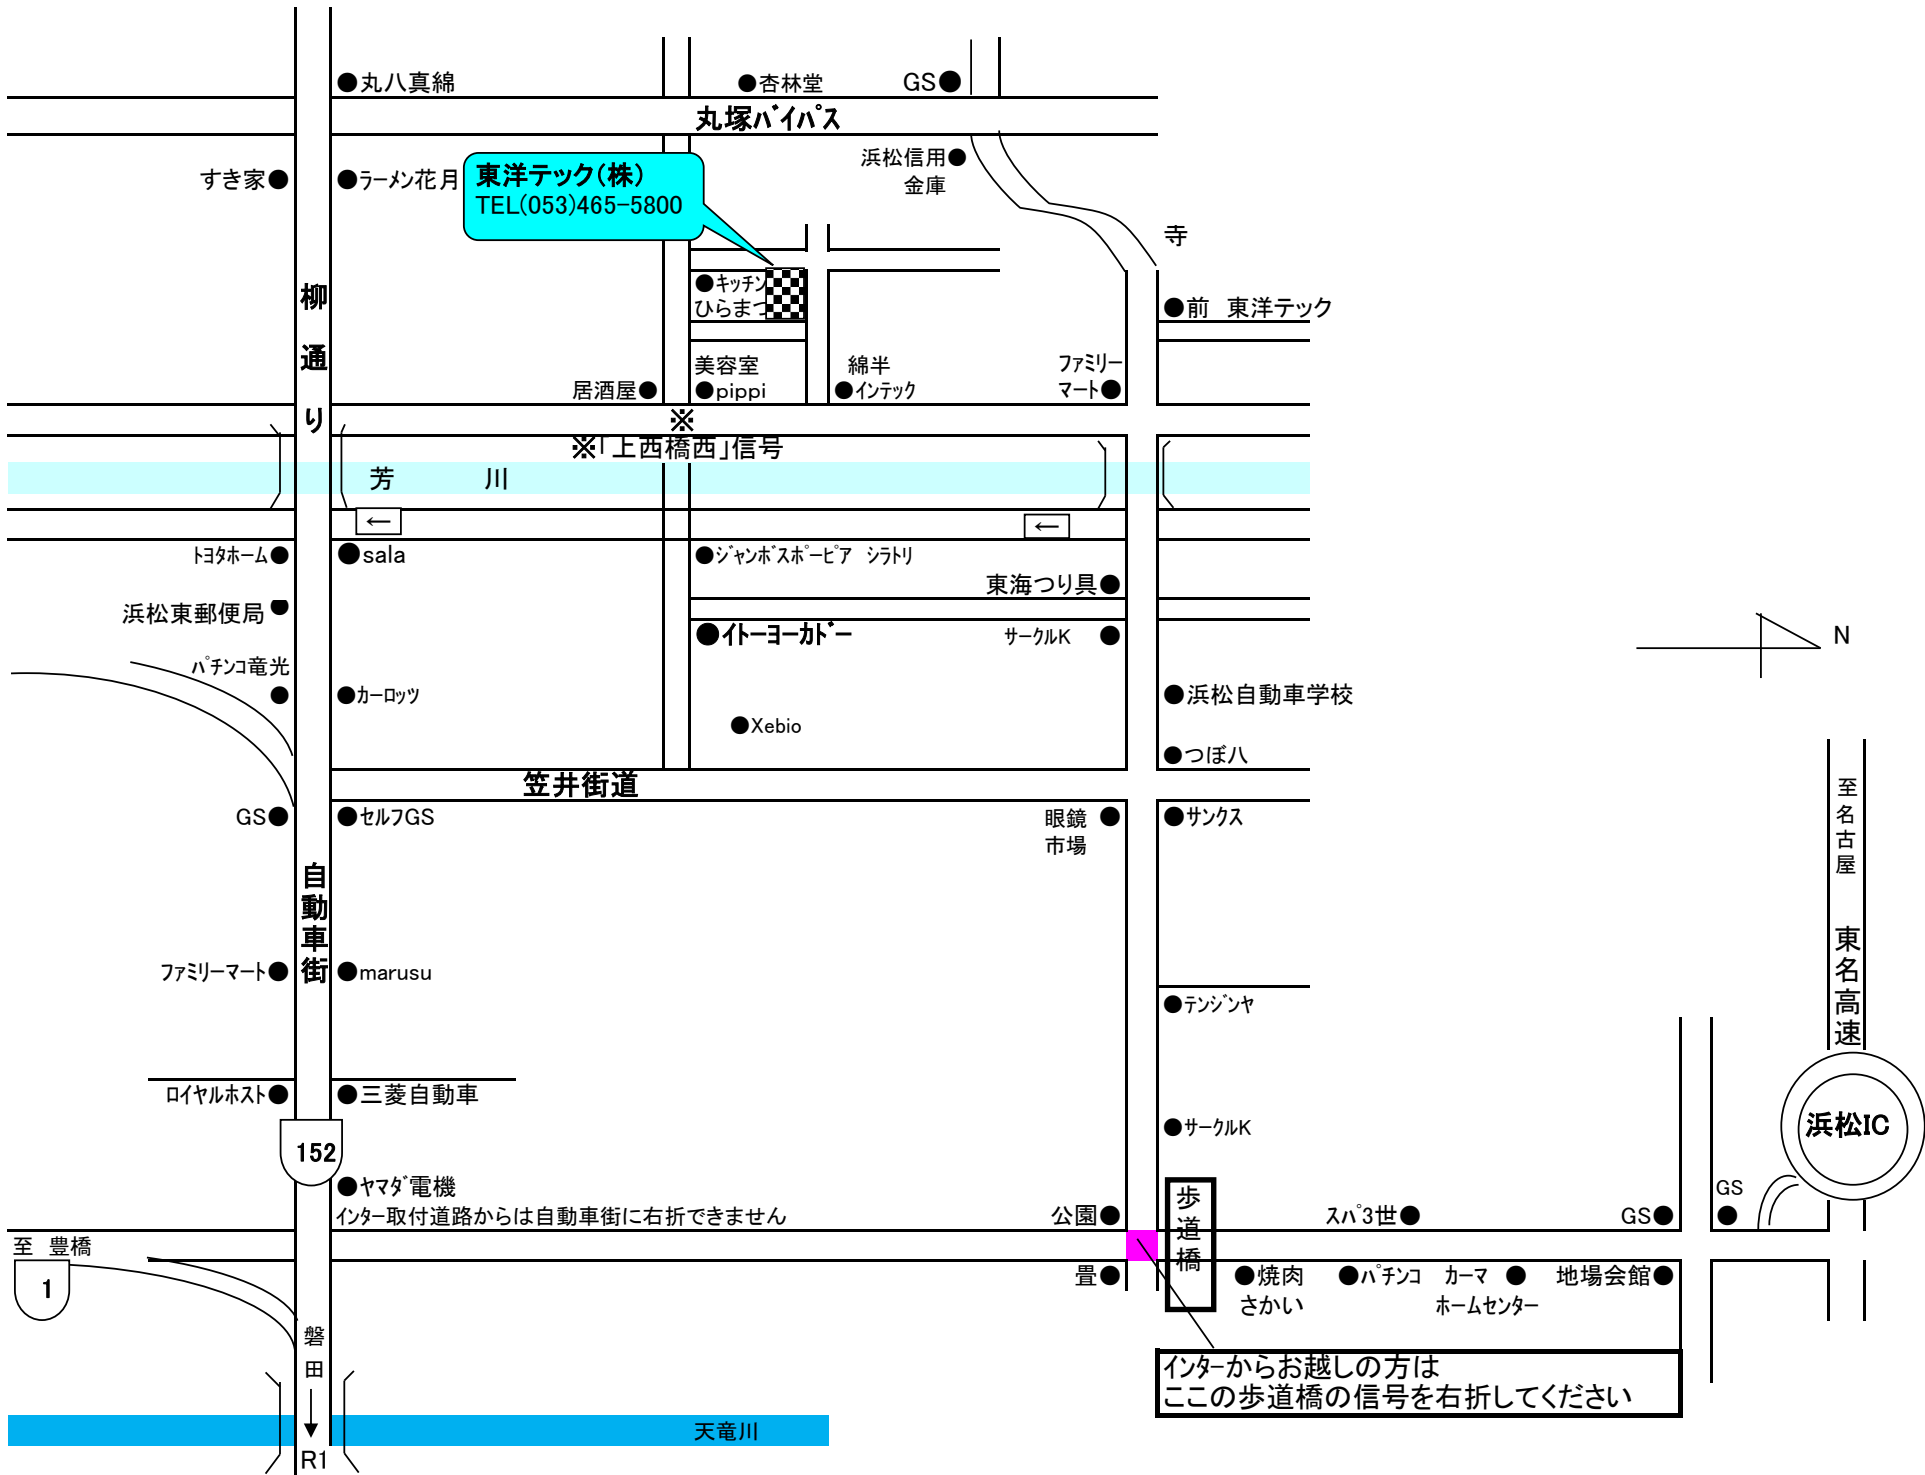 ●丸八真綿
●杏林堂
GS●
丸塚ﾊﾞｲﾊﾟｽ
すき家●
●ﾗｰﾒﾝ花月
東洋テック(株)
TEL(053)465-5800
浜松信用●
金庫
寺
●ｷｯﾁﾝ
ひらまつ
●前　東洋テック
柳通り
美容室
●pippi
綿半
●ｲﾝﾃｯｸ
ﾌｧﾐﾘｰ
ﾏｰﾄ●
居酒屋●
※
※｢上西橋西｣信号
芳　川
←
←
ﾄﾖﾀﾎｰﾑ●
●sala
●ｼﾞｬﾝﾎﾞｽﾎﾟｰﾋﾟｱ ｼﾗﾄﾘ
東海つり具●
浜松東郵便局●
●ｲﾄｰﾖｰｶﾄﾞｰ
ｻｰｸﾙK ●
N
ﾊﾟﾁﾝｺ竜光
●
●ｶｰﾛｯﾂ
●浜松自動車学校
●Xebio
●つぼ八
笠井街道
GS●
●ｾﾙﾌGS
眼鏡 ●
市場
●ｻﾝｸｽ
至名古屋
自動車街
東名高速
ﾌｧﾐﾘｰﾏｰﾄ●
●marusu
●ﾃﾝｼﾞﾝﾔ
ﾛｲﾔﾙﾎｽﾄ●
●三菱自動車
●ｻｰｸﾙK
浜松IC
152
●ﾔﾏﾀﾞ電機
ｲﾝﾀｰ取付道路からは自動車街に右折できません
公園●
歩道橋
ｽﾊﾟ3世●
GS●
GS
●
至 豊橋
1
畳●
●焼肉
さかい
●ﾊﾟﾁﾝｺ
ｶｰﾏ ●
ﾎｰﾑｾﾝﾀｰ
地場会館●
磐田
↓
R1
ｲﾝﾀｰからお越しの方は
ここの歩道橋の信号を右折してください
天竜川